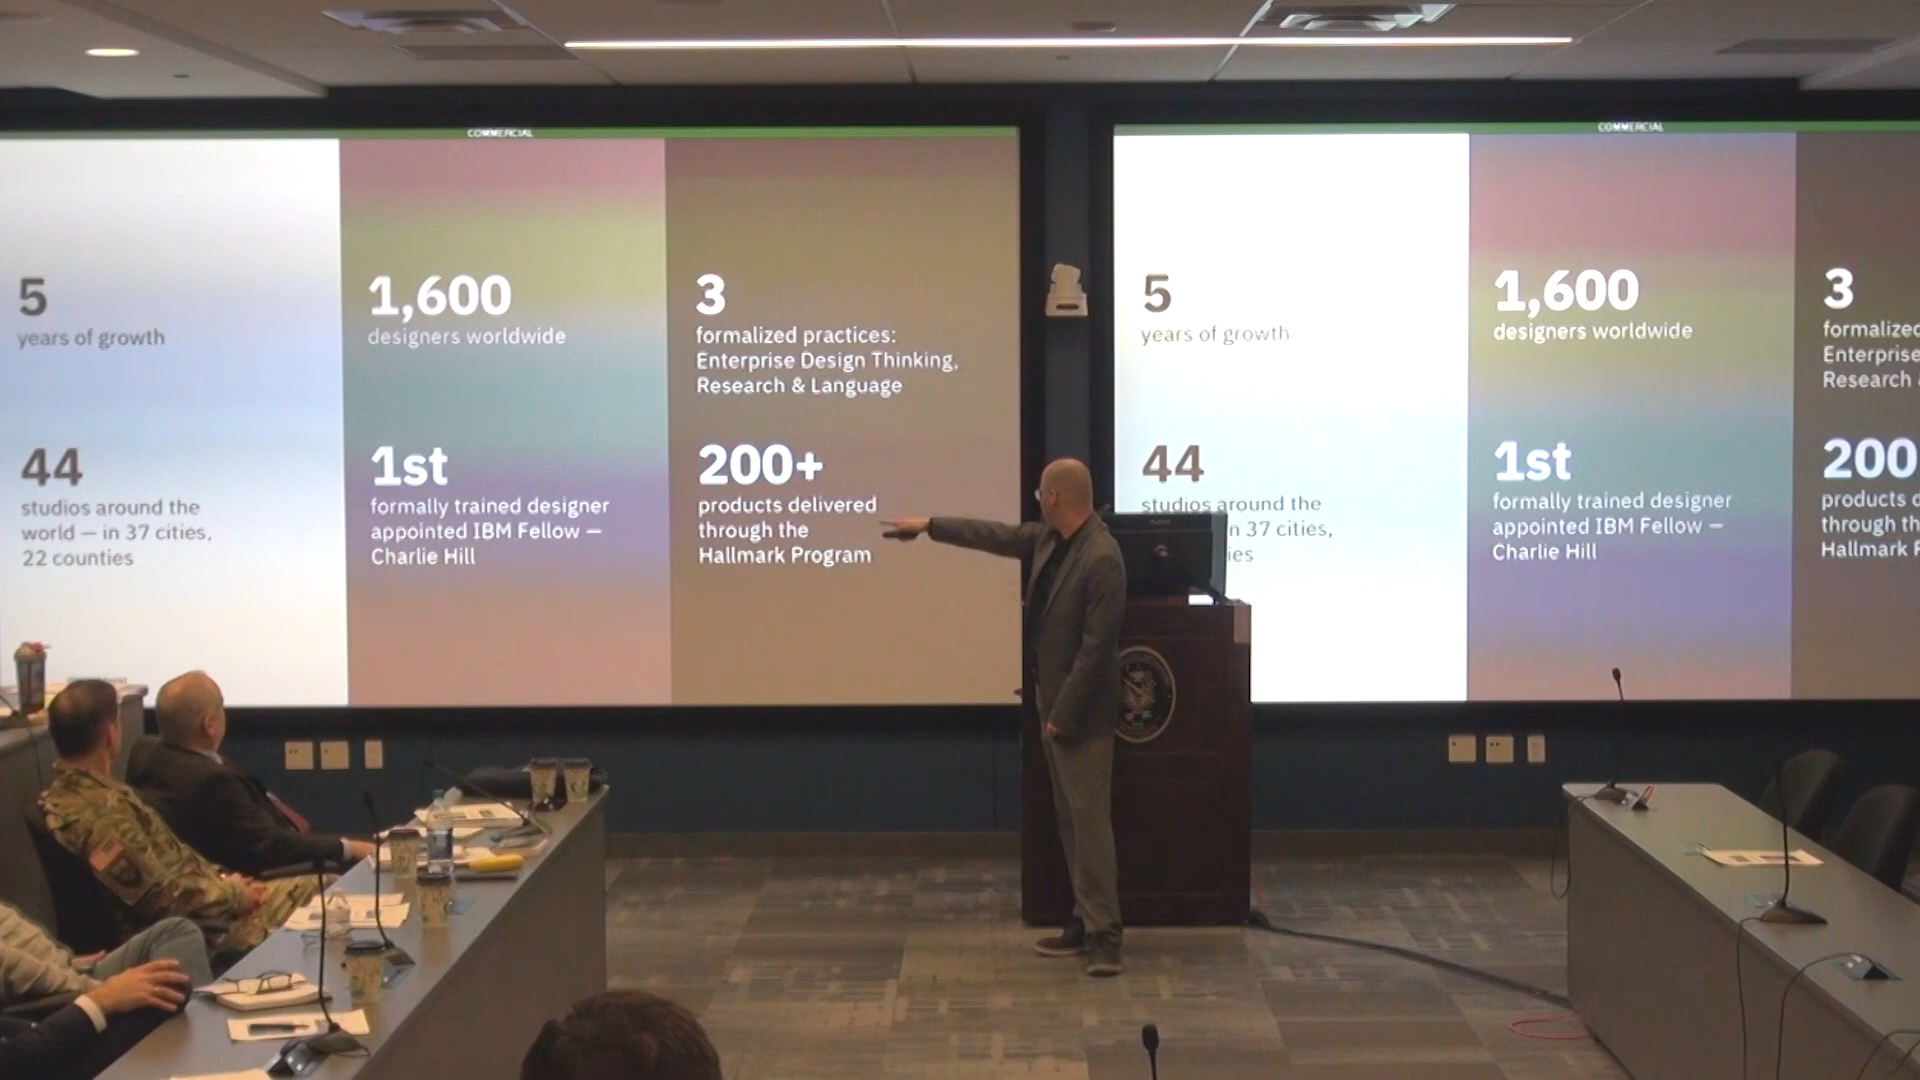 COMMERCIAL
5
years of growth
44
studios around the
world — in 37 cities,
22 counties
1,600
designers worldwide
1st
formally trained designer
appointed IBM Fellow —
Charlie Hill
3
formalized practices:
Enterprise Design Thinking,
Research & Language
200+
products delivered
through the
Hallmark Program
COMMERCIAL
5
years of growth
44
studios around the
n 37 cities,
ies
1,600
designers worldwide
1st
formally trained designer
appointed IBM Fellow —
Charlie Hill
3
formalized
Enterprise
Research
200
products
through th
Hallmark